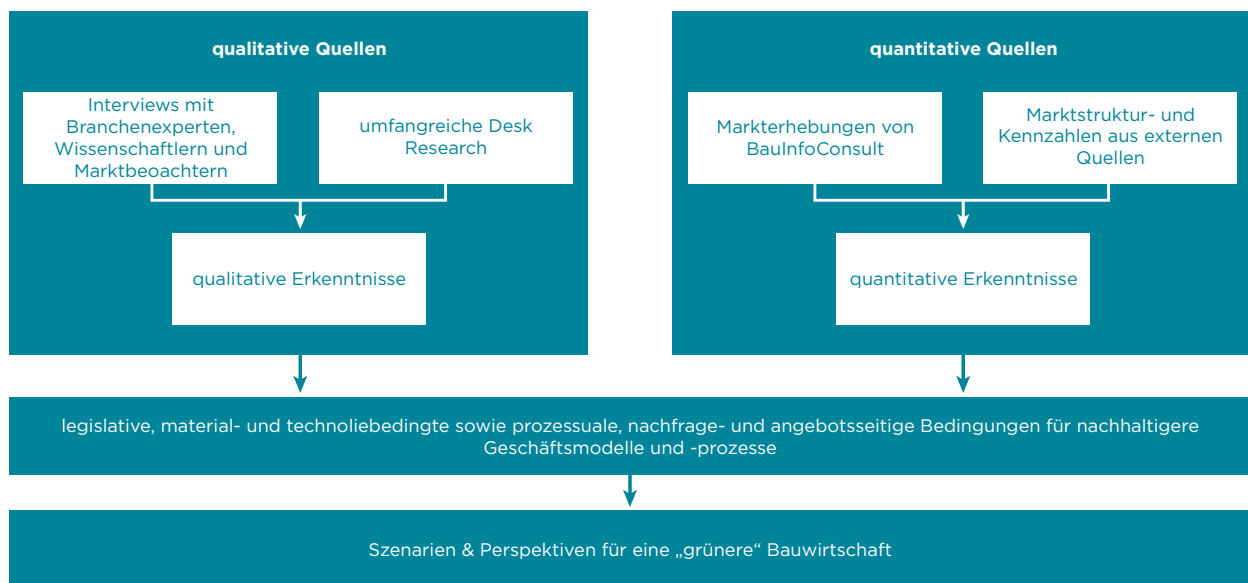 qualitative Quellen
Interviews mit
Branchenexperten,
Wissenschaftlern und
Marktbeoachtern
umfangreiche Desk
Research
qualitative Erkenntnisse
quantitative Quellen
Markterhebungen von
BauInfoConsult
Marktstruktur- und
Kennzahlen aus externen
Quellen
quantitative Erkenntnisse
legislative, material- und technoliebedingte sowie prozessuale, nachfrage- und angebotsseitige Bedingungen für nachhaltigere
Geschäftsmodelle und -prozesse
Szenarien & Perspektiven für eine „grünere“ Bauwirtschaft